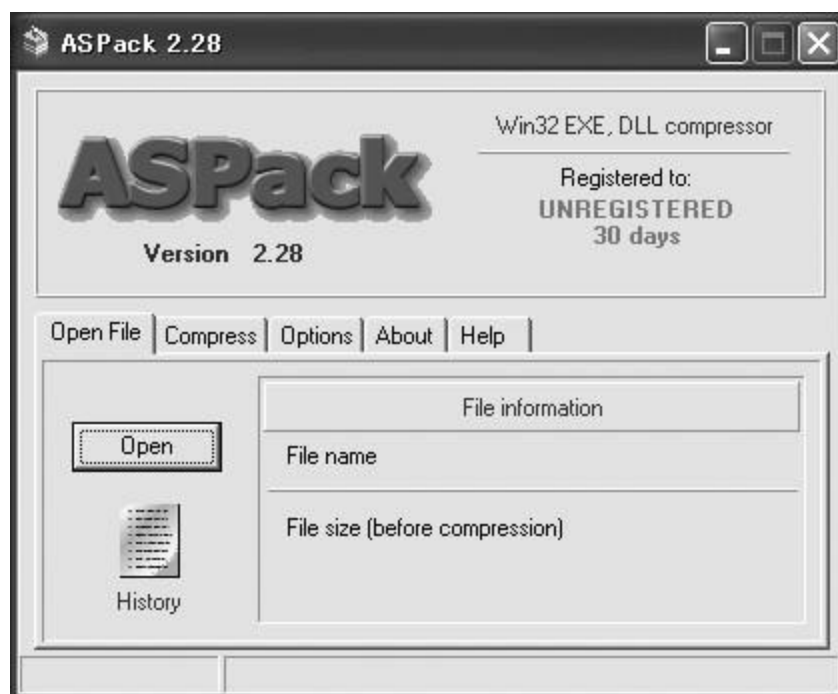 ASPack 2.28
ASPack
Version 2.28
Win32 EXE, DLL compressor
Registered to:
UNREGISTERED
30 days
Open File Compress Options About Help
Open
History
File information
File name
File size (before compression)